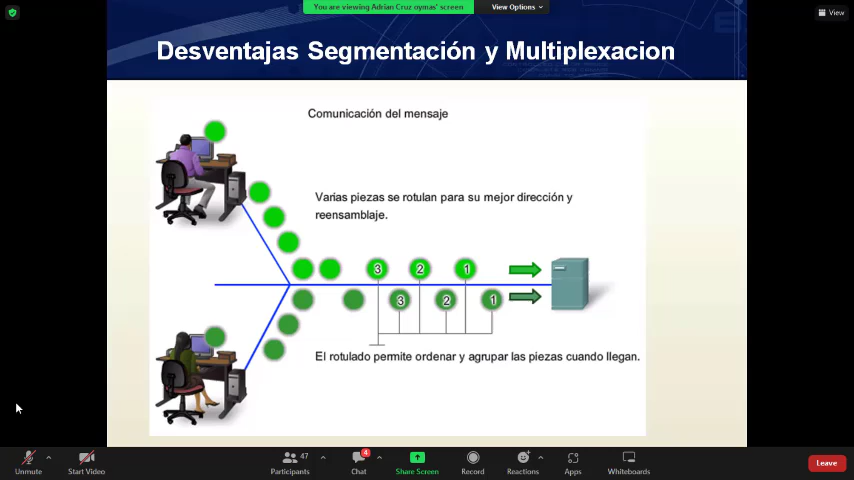 You are viewing Adrian Cruz nymas' screen
View Options
View
Desventajas Segmentación y Multiplexacion
Comunicación del mensaje
Varias piezas se rotulan para su mejor dirección y
reensamblaje.
3 2 1
3 2 1
El rotulado permite ordenar y agrupar las piezas cuando llegan.
47
4
Unmute
Start Video
Participants
Chat
Share Screen
Record
Reactions
Apps
Whiteboards
Leave